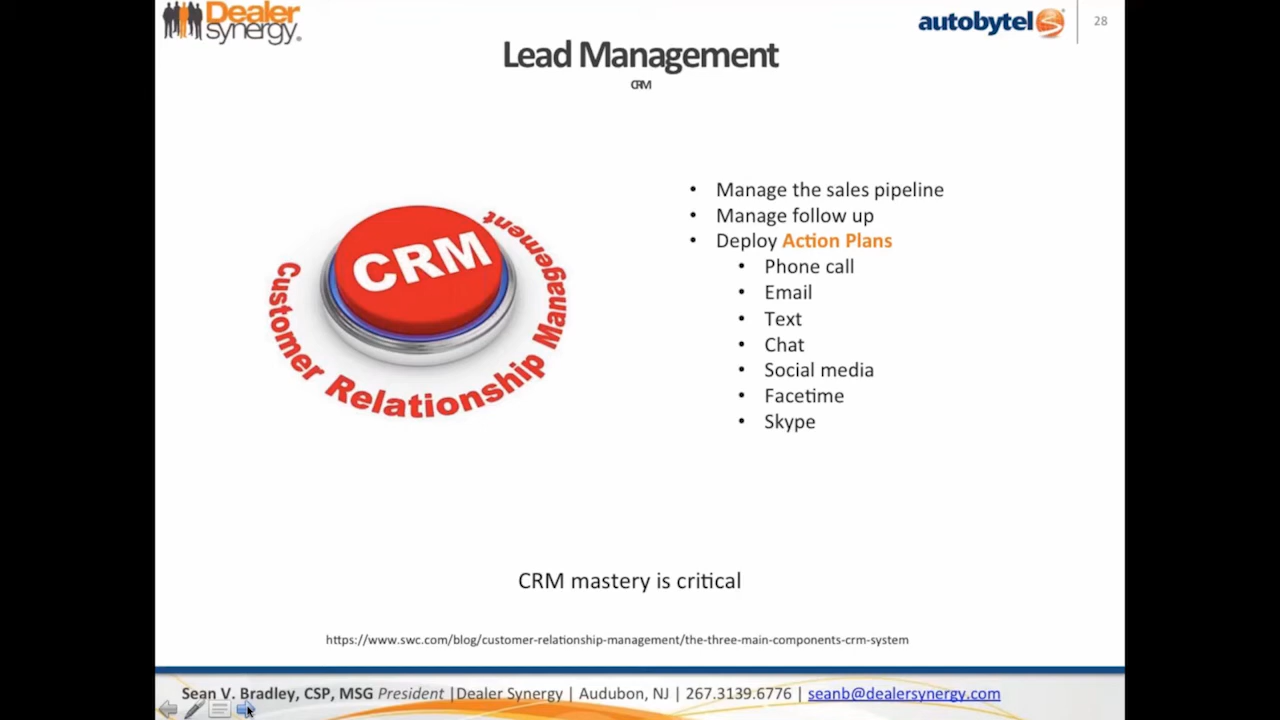 Dealer
synergy.
autobytel
28
Lead Management
CRM
• Manage the sales pipeline
• Manage follow up
• Deploy Action Plans
• Phone call
• Email
• Text
• Chat
• Social media
• Facetime
• Skype
CRM
Customer Relationship Management
CRM mastery is critical
https://www.swc.com/blog/customer-relationship-management/the-three-main-components-crm-system
Sean V. Bradley, CSP, MSG President |Dealer Synergy | Audubon, NJ | 267.3139.6776 | seanb@dealersynergy.com